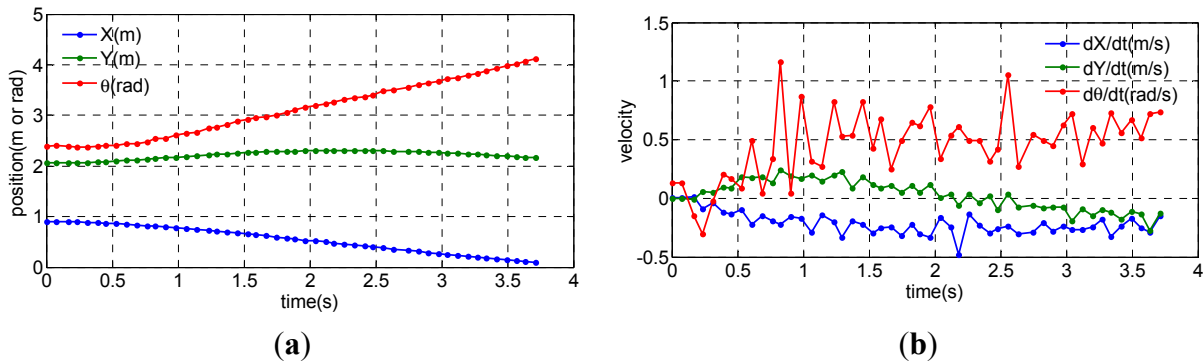 5
4
3
2
1
0
0 0.5 1 1.5 2 2.5 3 3.5 4
position(m or rad)
time(s)
X(m)
Y(m)
θ(rad)
(a)
1.5
1
0.5
0
-0.5
0 0.5 1 1.5 2 2.5 3 3.5 4
velocity
time(s)
dX/dt(m/s)
dY/dt(m/s)
dθ/dt(rad/s)
(b)